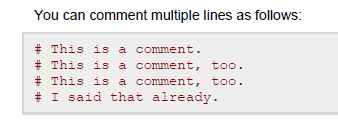 You can comment multiple lines as follows:
# This is a comment.
# This is a comment, too.
# This is a comment, too.
# I said that already.